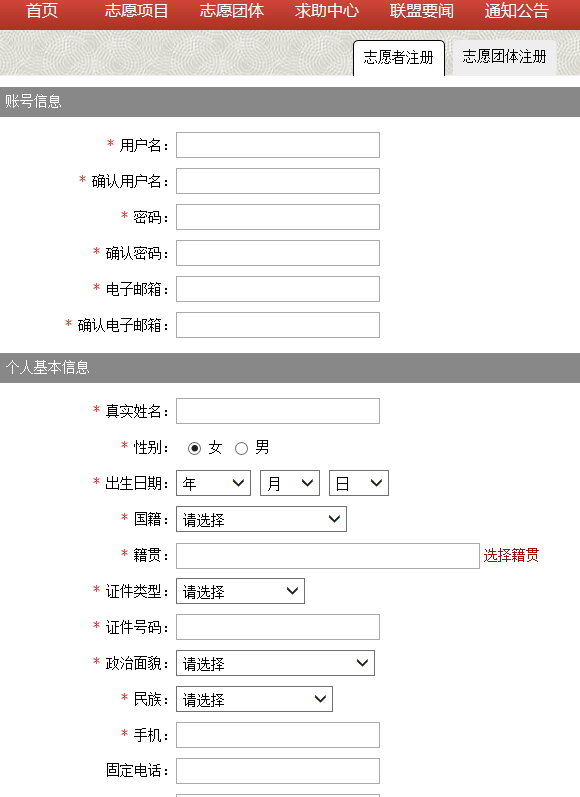 首页 志愿项目 志愿团体 求助中心 联盟要闻 通知公告
志愿者注册 志愿团体注册
账号信息
* 用户名：
* 确认用户名：
* 密码：
* 确认密码：
* 电子邮箱：
* 确认电子邮箱：
个人基本信息
* 真实姓名：
* 性别： 女 男
* 出生日期： 年 月 日
* 国籍： 请选择
* 籍贯： 选择籍贯
* 证件类型： 请选择
* 证件号码：
* 政治面貌： 请选择
* 民族： 请选择
* 手机：
固定电话：